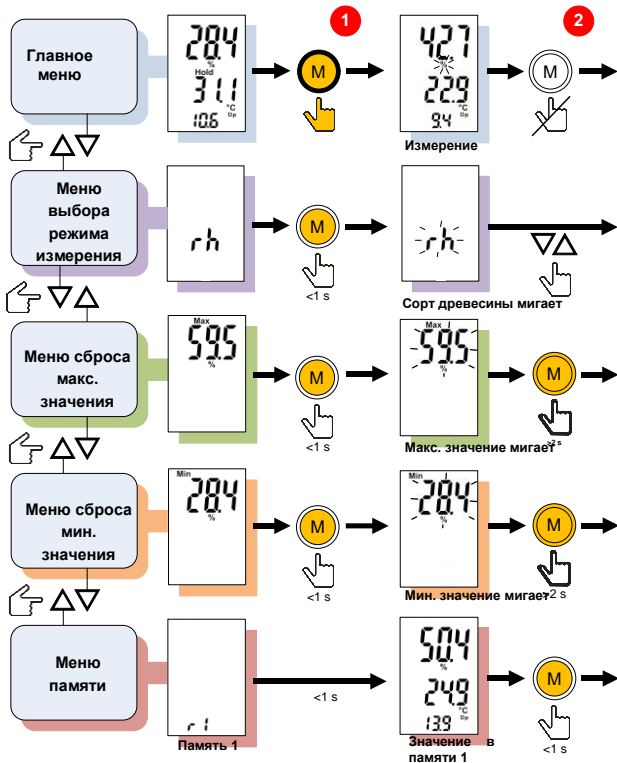 1
2
Главное
меню
28.4
%
Hold
31.1
°C
10.6
Dp
M
42.7
%
22.9
°C
9.4
Dp
Измерение
M
Меню
выбора
режима
измерения
rh
M
<1 s
rh
Сорт древесины мигает
Меню сброса
макс.
значения
Max
59.5
%
M
<1 s
Max
59.5
%
Макс. значение мигает
M
>2 s
Меню сброса
мин.
значения
Min
28.4
%
M
<1 s
Min
28.4
%
Мин. значение мигает
M
>2 s
Меню
памяти
r1
Память 1
<1 s
50.4
%
24.9
°C
13.9
Dp
Значение в
памяти 1
M
<1 s